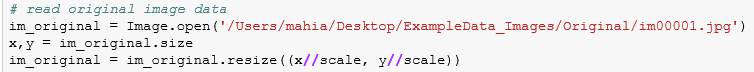 # read original image data
im_original = Image.open('/Users/mahia/Desktop/ExampleData_Images/Original/im00001.jpg')
x,y = im_original.size
im_original = im_original.resize((x//scale, y//scale))